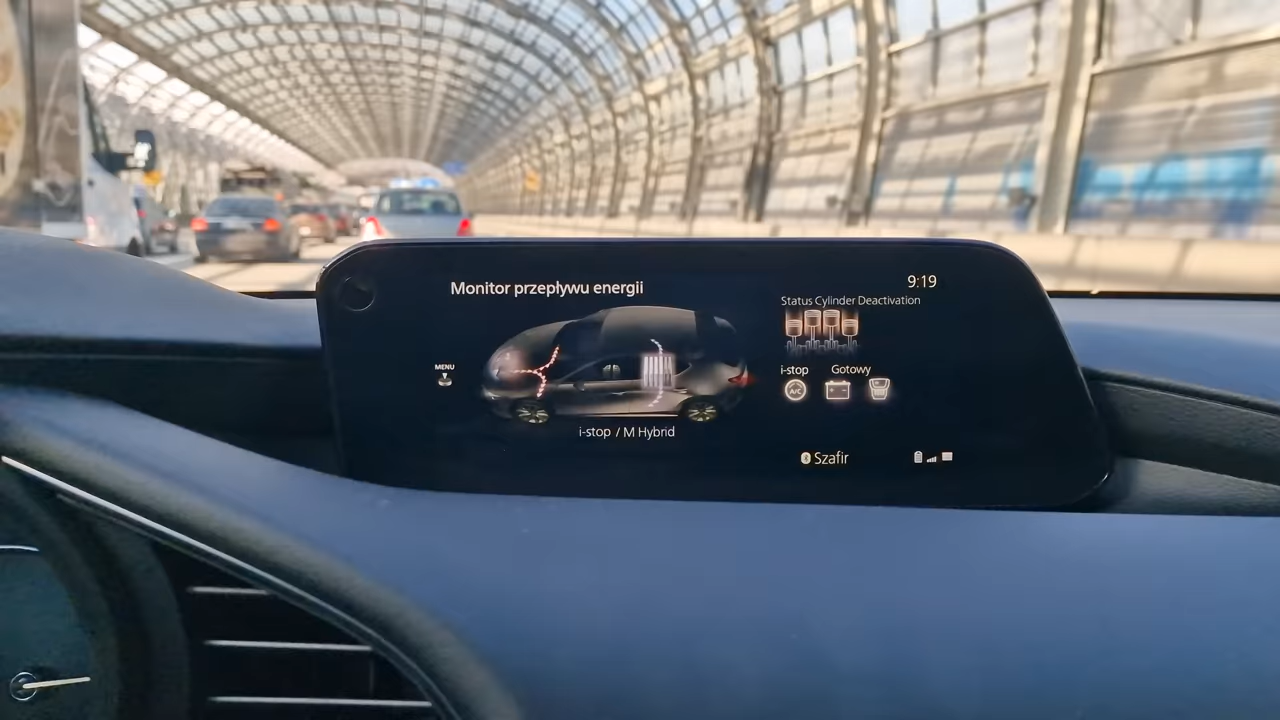 Monitor przepływu energii
9:19
Status Cylinder Deactivation
MENU
i-stop
Gotowy
A/C
i-stop / M Hybrid
Szafir